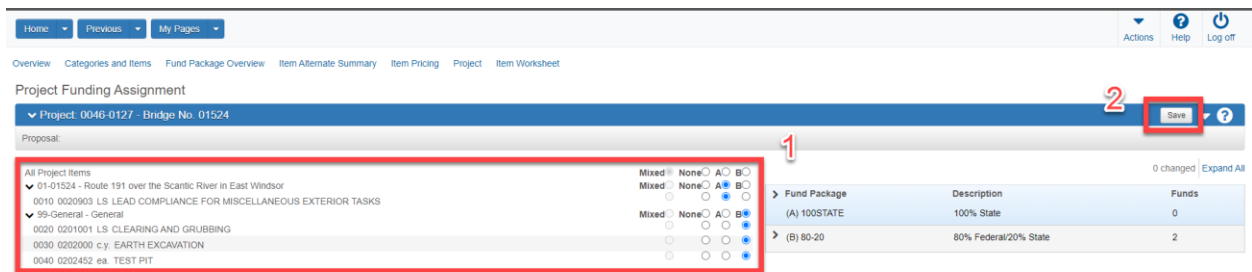 Home Previous My Pages
Actions Help Log off
Overview Categories and Items Fund Package Overview Item Alternate Summary Item Pricing Project Item Worksheet
Project Funding Assignment
2
Project: 0046-0127 - Bridge No. 01524 Save ?
Proposal:
1
0 changed Expand All
All Project Items Mixed None A B
01-01524 - Route 191 over the Scantic River in East Windsor Mixed None A B
0010 0020903 LS LEAD COMPLIANCE FOR MISCELLANEOUS EXTERIOR TASKS
99-General - General Mixed None A B
0020 0201001 LS CLEARING AND GRUBBING
0030 0202000 c.y. EARTH EXCAVATION
0040 0202452 ea. TEST PIT
Fund Package Description Funds
(A) 100STATE 100% State 0
(B) 80-20 80% Federal/20% State 2